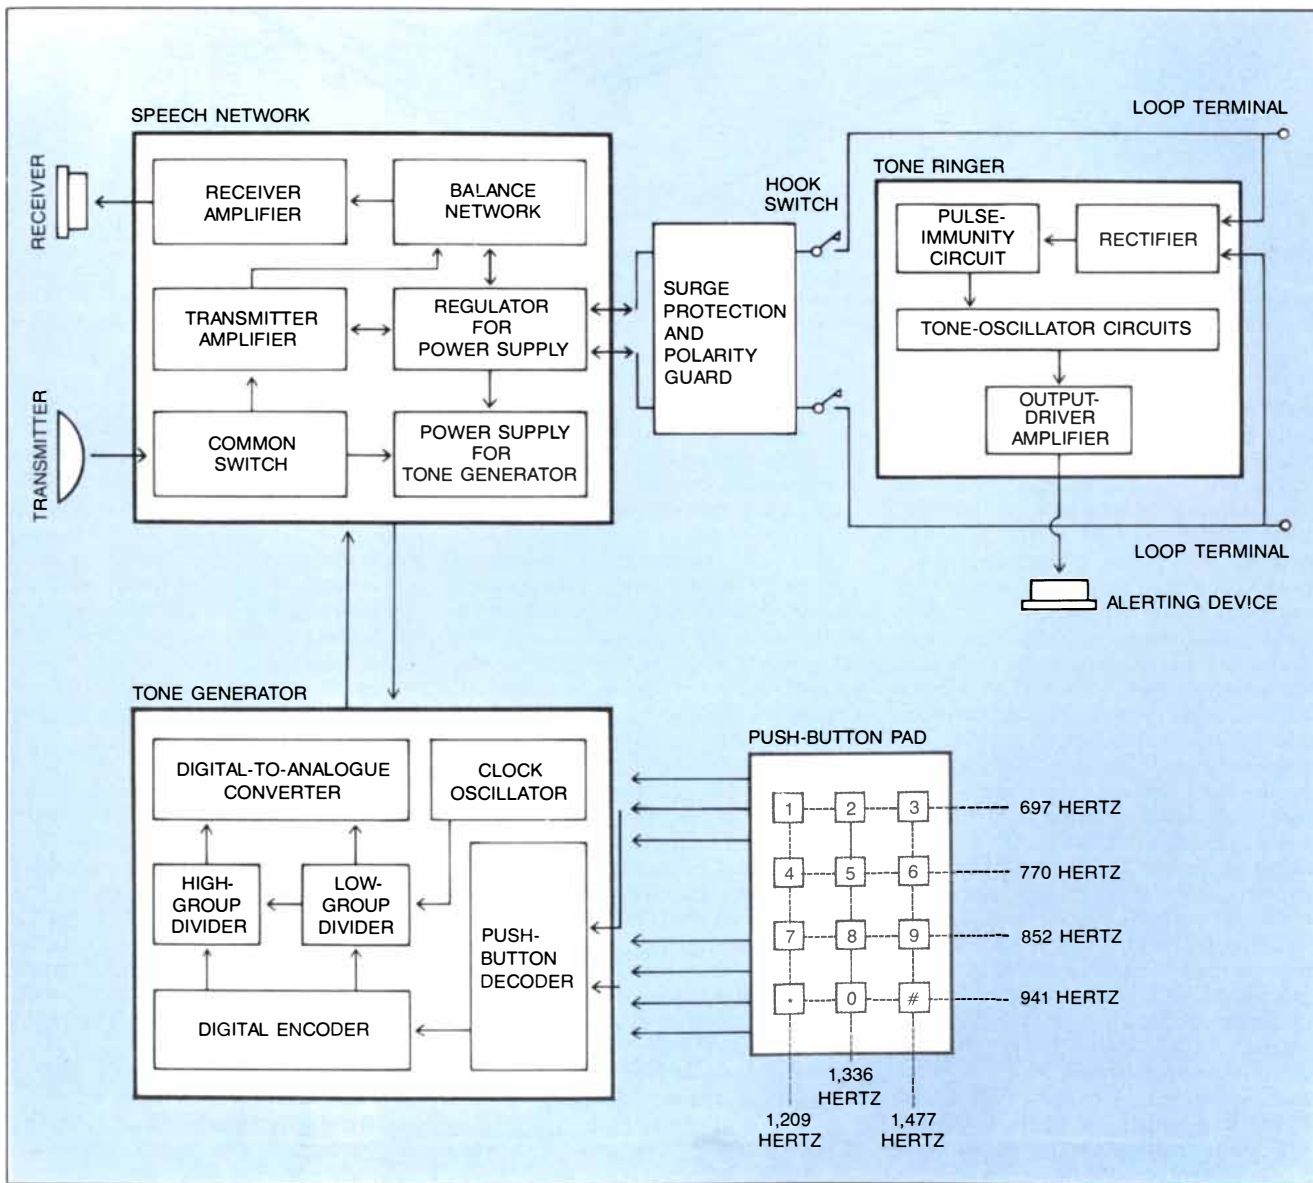 SPEECH NETWORK
RECEIVER
RECEIVER
AMPLIFIER
BALANCE
NETWORK
TRANSMITTER
AMPLIFIER
REGULATOR
FOR
POWER SUPPLY
TRANSMITTER
COMMON
SWITCH
POWER SUPPLY
FOR
TONE GENERATOR
SURGE
PROTECTION
AND
POLARITY
GUARD
HOOK
SWITCH
LOOP TERMINAL
TONE RINGER
PULSE-
IMMUNITY
CIRCUIT
RECTIFIER
TONE-OSCILLATOR CIRCUITS
OUTPUT-
DRIVER
AMPLIFIER
LOOP TERMINAL
ALERTING DEVICE
TONE GENERATOR
DIGITAL-TO-ANALOGUE
CONVERTER
CLOCK
OSCILLATOR
HIGH-
GROUP
DIVIDER
LOW-
GROUP
DIVIDER
PUSH-
BUTTON
DECODER
DIGITAL ENCODER
PUSH-BUTTON PAD
1 2 3 697 HERTZ
4 5 6 770 HERTZ
7 8 9 852 HERTZ
* 0 # 941 HERTZ
1,336
HERTZ
1,209
HERTZ
1,477
HERTZ